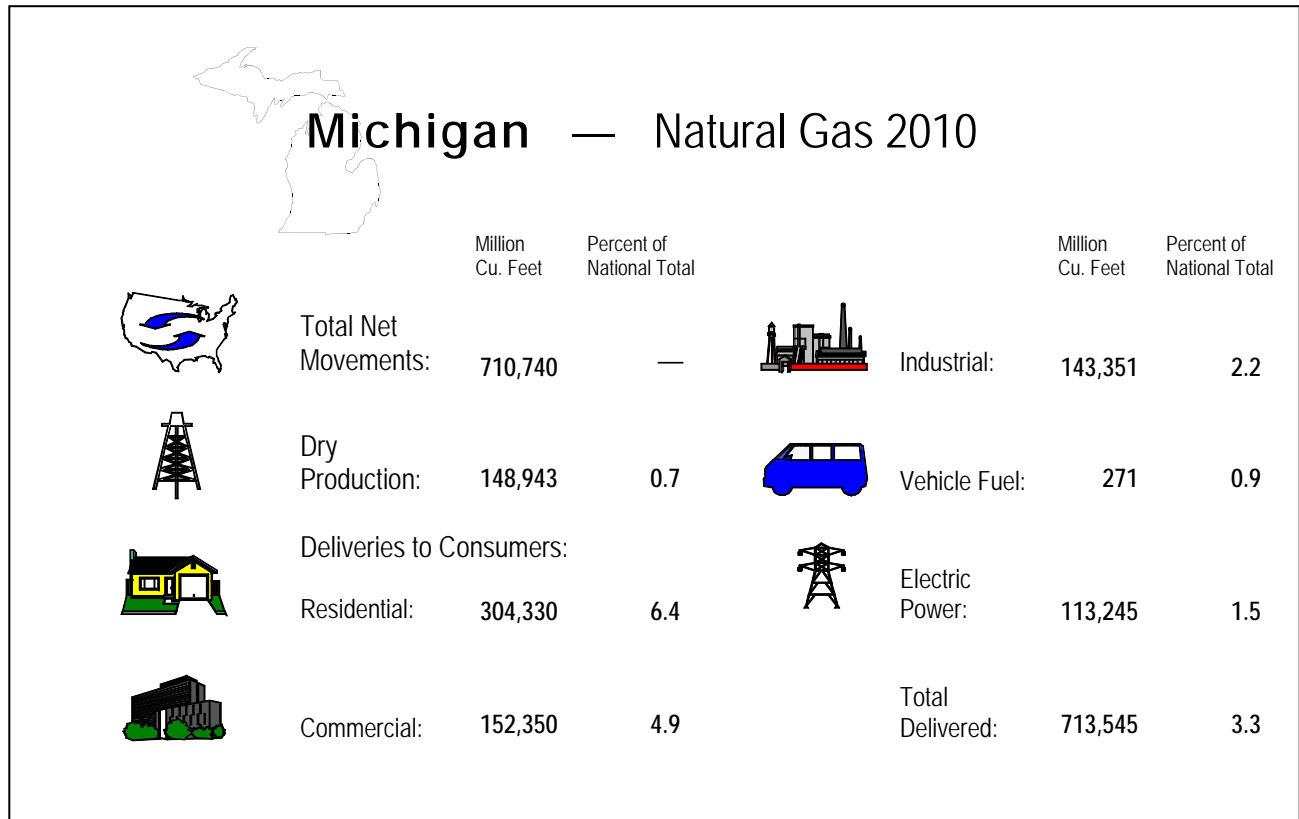 Michigan — Natural Gas 2010
Million Percent of
Cu. Feet National Total
Total Net
Movements: 710,740 —
Dry
Production: 148,943 0.7
Deliveries to Consumers:
Residential: 304,330 6.4
Commercial: 152,350 4.9
Million Percent of
Cu. Feet National Total
Industrial: 143,351 2.2
Vehicle Fuel: 271 0.9
Electric
Power: 113,245 1.5
Total
Delivered: 713,545 3.3